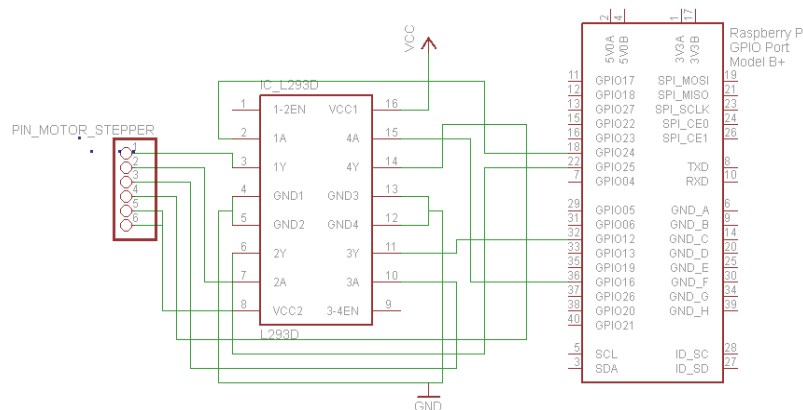 VCC
IC_L293D
PIN_MOTOR_STEPPER
1
2
3
4
5
6
1 1-2EN VCC1 16
2 1A 4A 15
3 1Y 4Y 14
4 GND1 GND3 13
5 GND2 GND4 12
6 2Y 3Y 11
7 2A 3A 10
8 VCC2 3-4EN 9
L293D
GND
2 4 1 17
5V0A 5V0B 3V3A 3V3B
Raspberry P
GPIO Port
Model B+
11 GPIO17 SPI_MOSI 19
12 GPIO18 SPI_MISO 21
13 GPIO27 SPI_SCLK 23
15 GPIO22 SPI_CE0 24
16 GPIO23 SPI_CE1 26
18 GPIO24
22 GPIO25 TXD 8
7 GPIO04 RXD 10
29 GPIO05 GND_A 6
31 GPIO06 GND_B 9
32 GPIO12 GND_C 14
33 GPIO13 GND_D 20
35 GPIO19 GND_E 25
36 GPIO16 GND_F 30
37 GPIO26 GND_G 34
38 GPIO20 GND_H 39
40 GPIO21
5 SCL ID_SC 28
3 SDA ID_SD 27